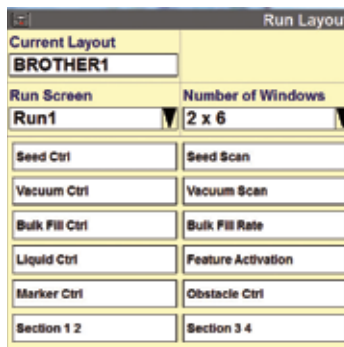 Run Layou
Current Layout
BROTHER1
Run Screen Number of Windows
Run1 2 x 6
Seed Ctrl Seed Scan
Vacuum Ctrl Vacuum Scan
Bulk Fill Ctrl Bulk Fill Rate
Liquid Ctrl Feature Activation
Marker Ctrl Obstacle Ctrl
Section 1 2 Section 3 4